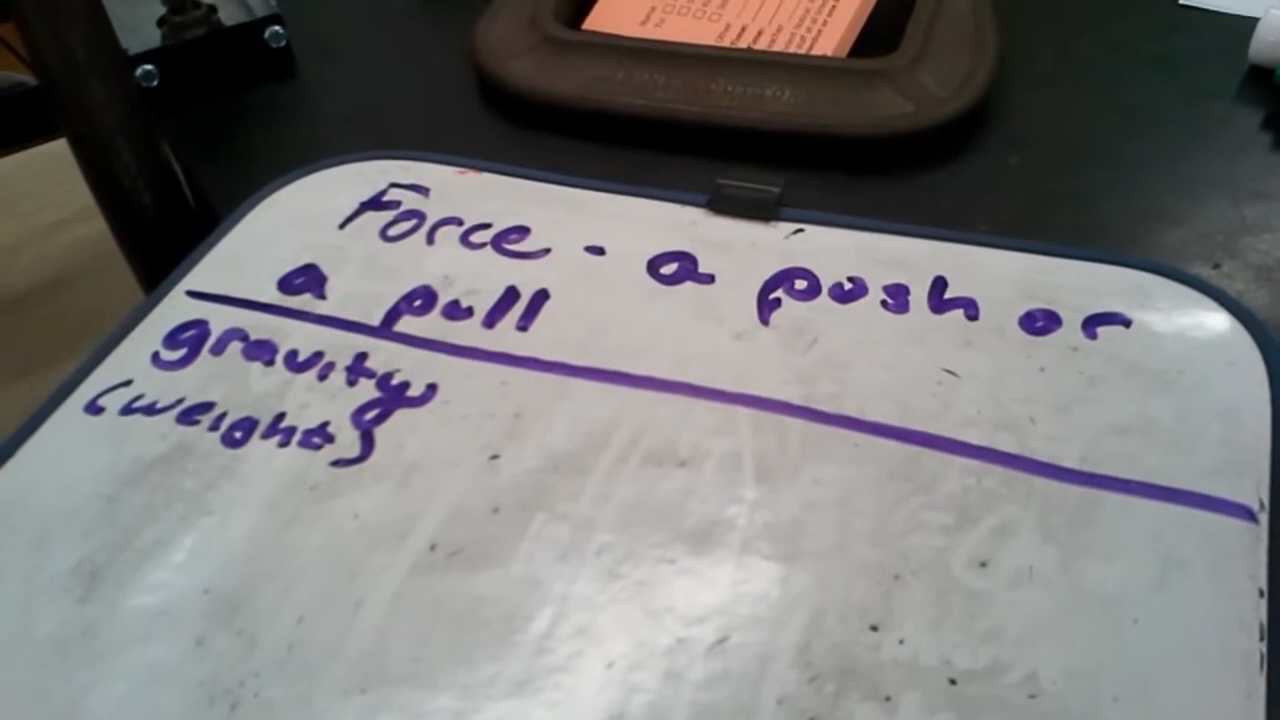 Force - a push or
a pull
gravity
(weight)